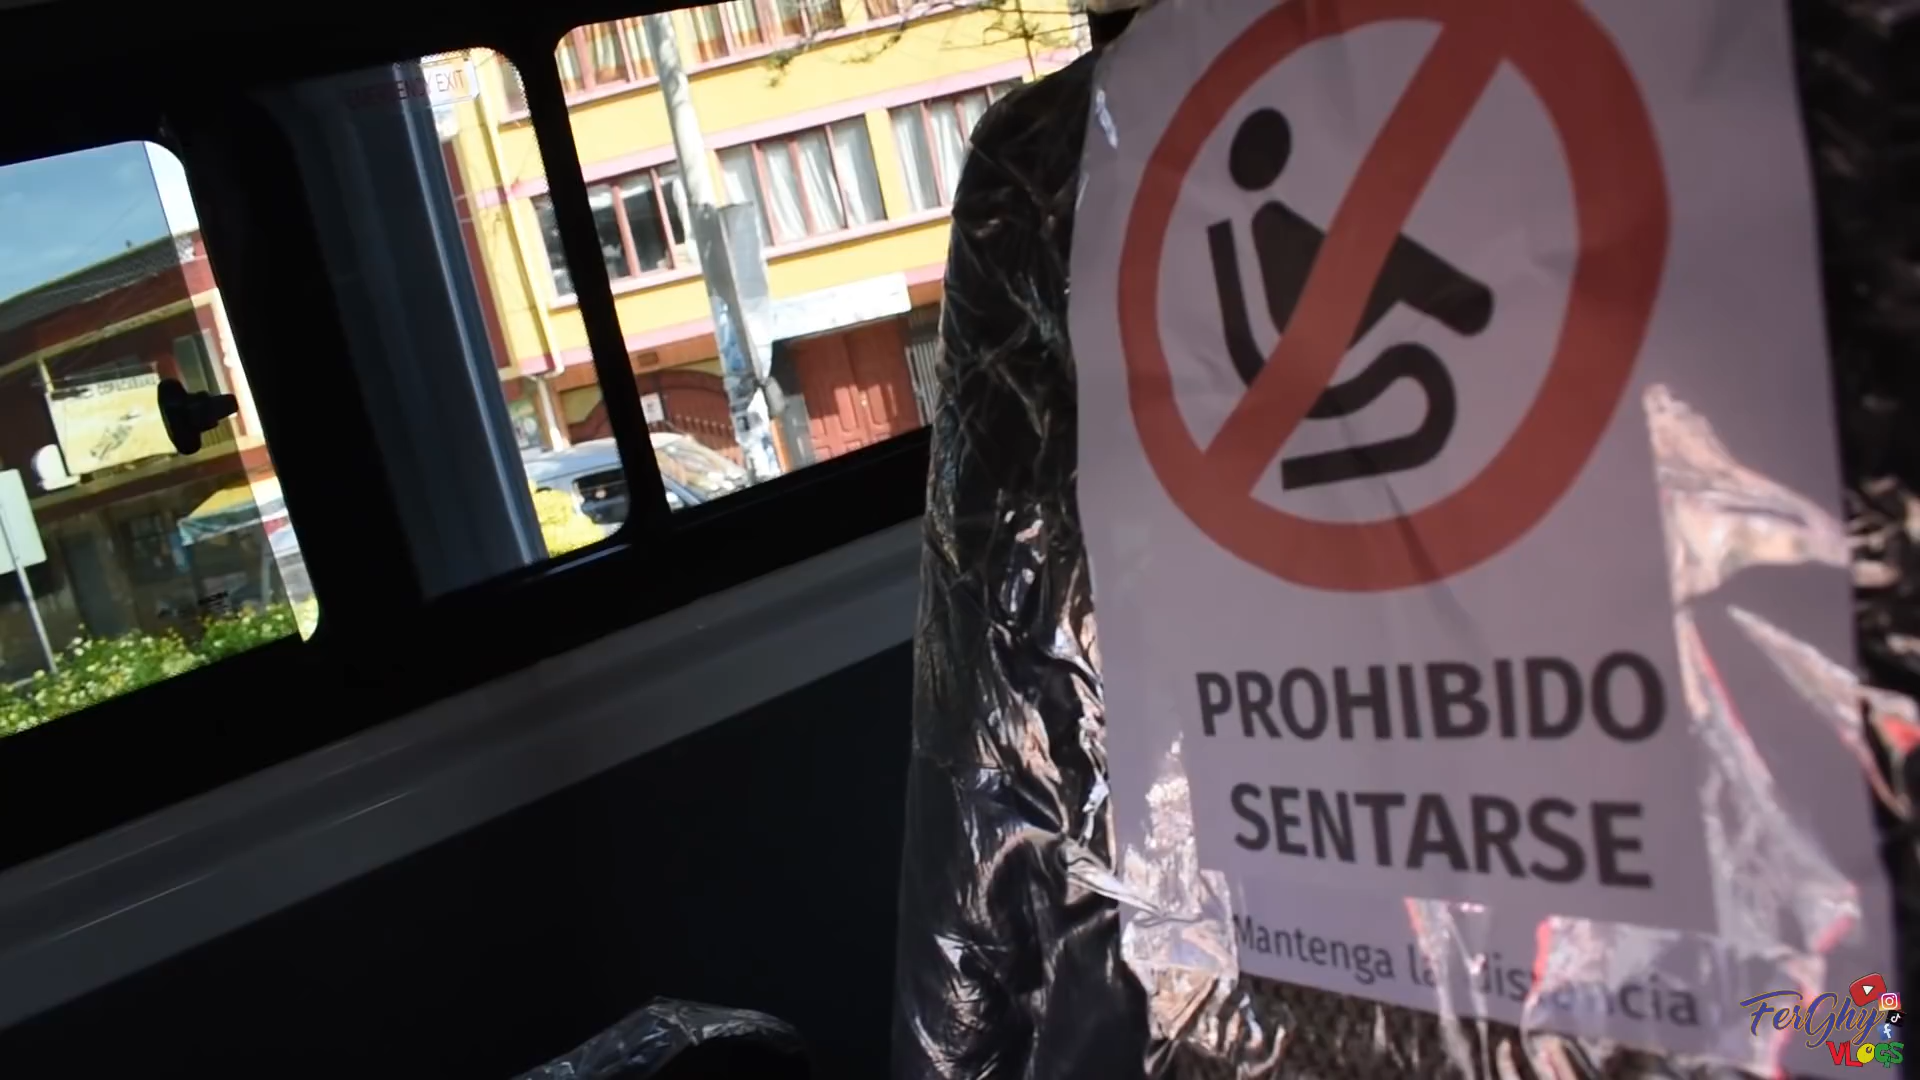 EMERGENCY EXIT
PROHIBIDO
SENTARSE
Mantenga la distancia
FerGhy
VLOGS